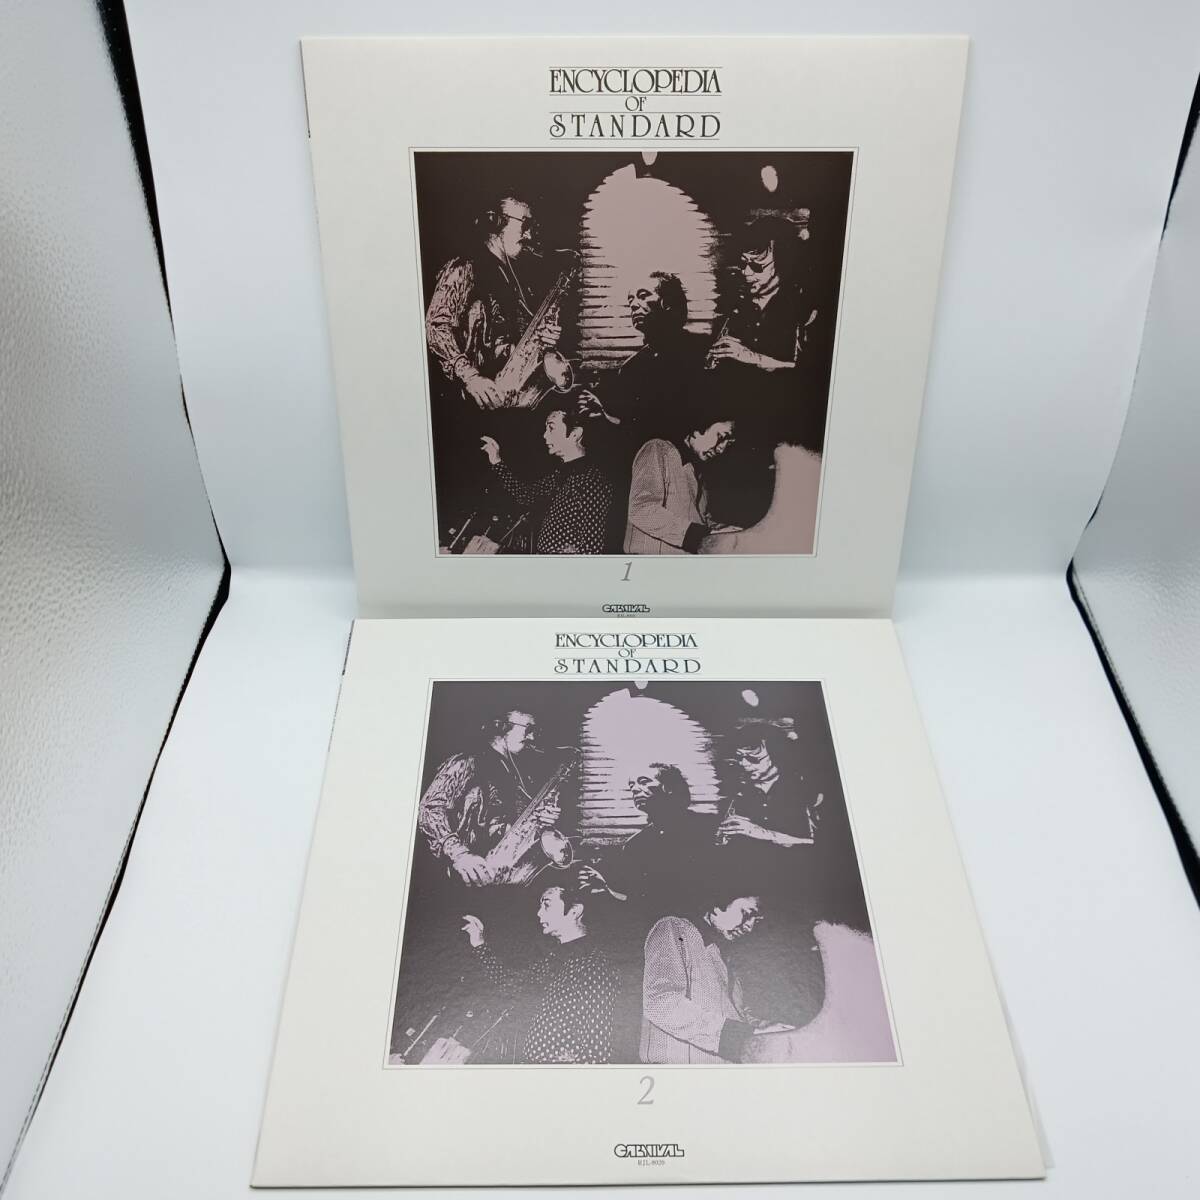 ENCYCLOPEDIA
OF
STANDARD
1
CARNIVAL
ENCYCLOPEDIA
OF
STANDARD
2
CARNIVAL
RJL-8020